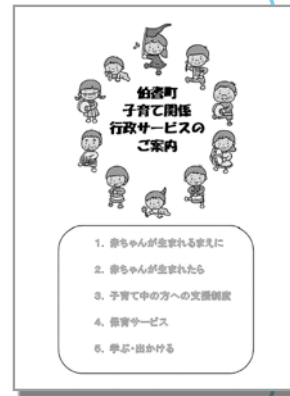 伯耆町
子育て関係
行政サービスの
ご案内
1. 赤ちゃんが生まれるまえに
2. 赤ちゃんが生まれたら
3. 子育て中の方への支援制度
4. 保育サービス
5. 学ぶ・出かける